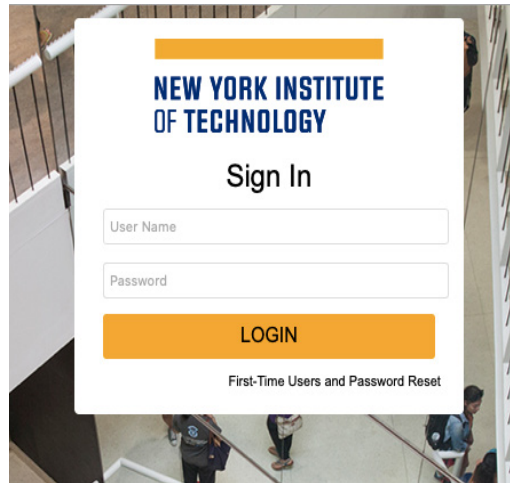 NEW YORK INSTITUTE
OF TECHNOLOGY
Sign In
User Name
Password
LOGIN
First-Time Users and Password Reset